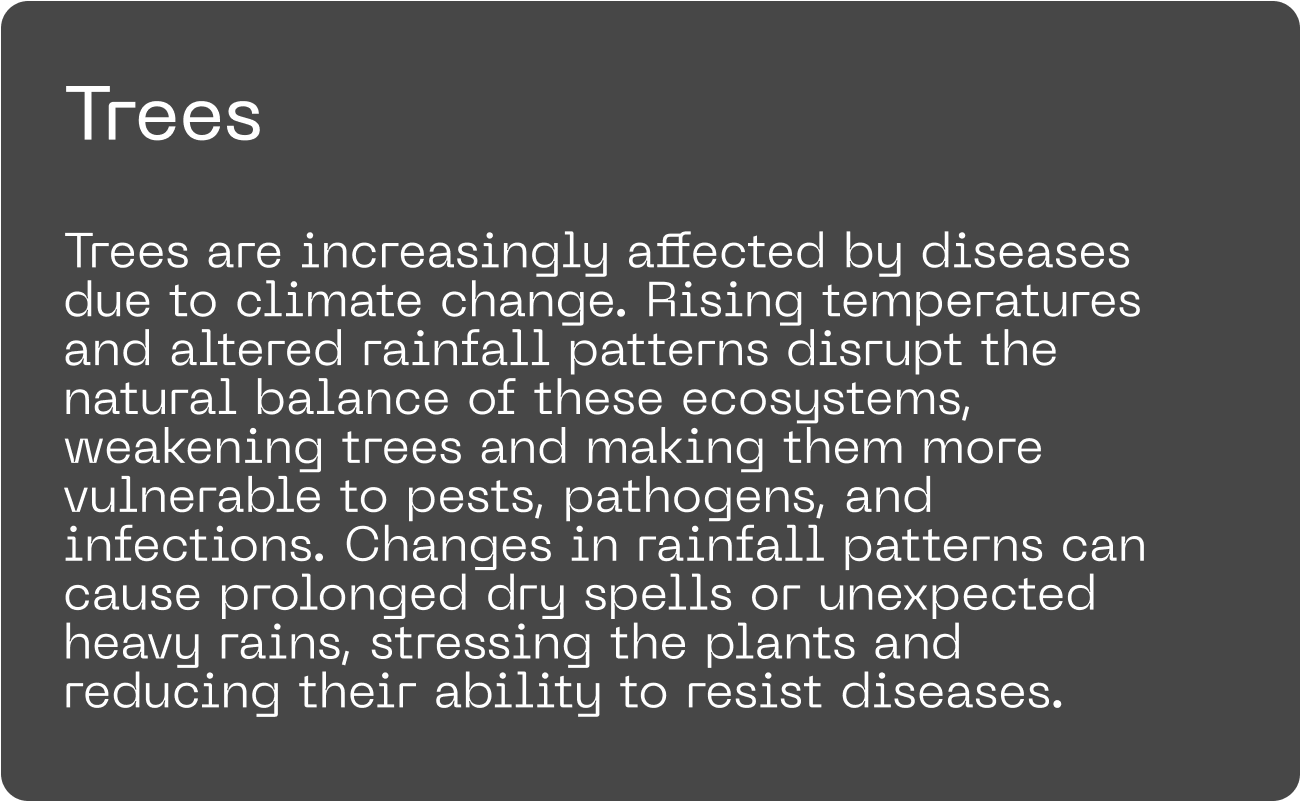 Trees
Trees are increasingly affected by diseases
due to climate change. Rising temperatures
and altered rainfall patterns disrupt the
natural balance of these ecosystems,
weakening trees and making them more
vulnerable to pests, pathogens, and
infections. Changes in rainfall patterns can
cause prolonged dry spells or unexpected
heavy rains, stressing the plants and
reducing their ability to resist diseases.